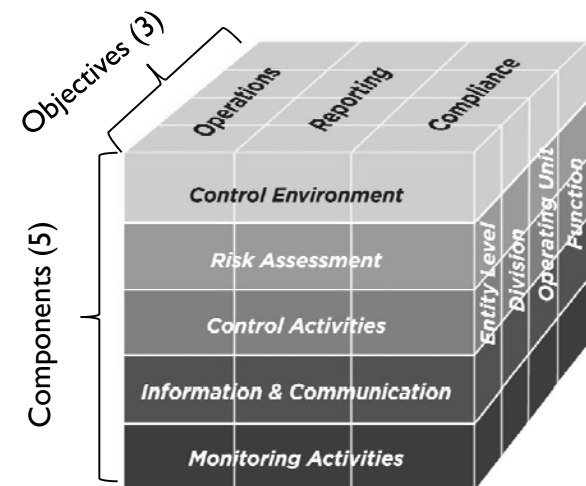 Objectives (3)
Operations
Reporting
Compliance
Components (5)
Control Environment
Risk Assessment
Control Activities
Information & Communication
Monitoring Activities
Entity Level
Division
Operating Unit
Function